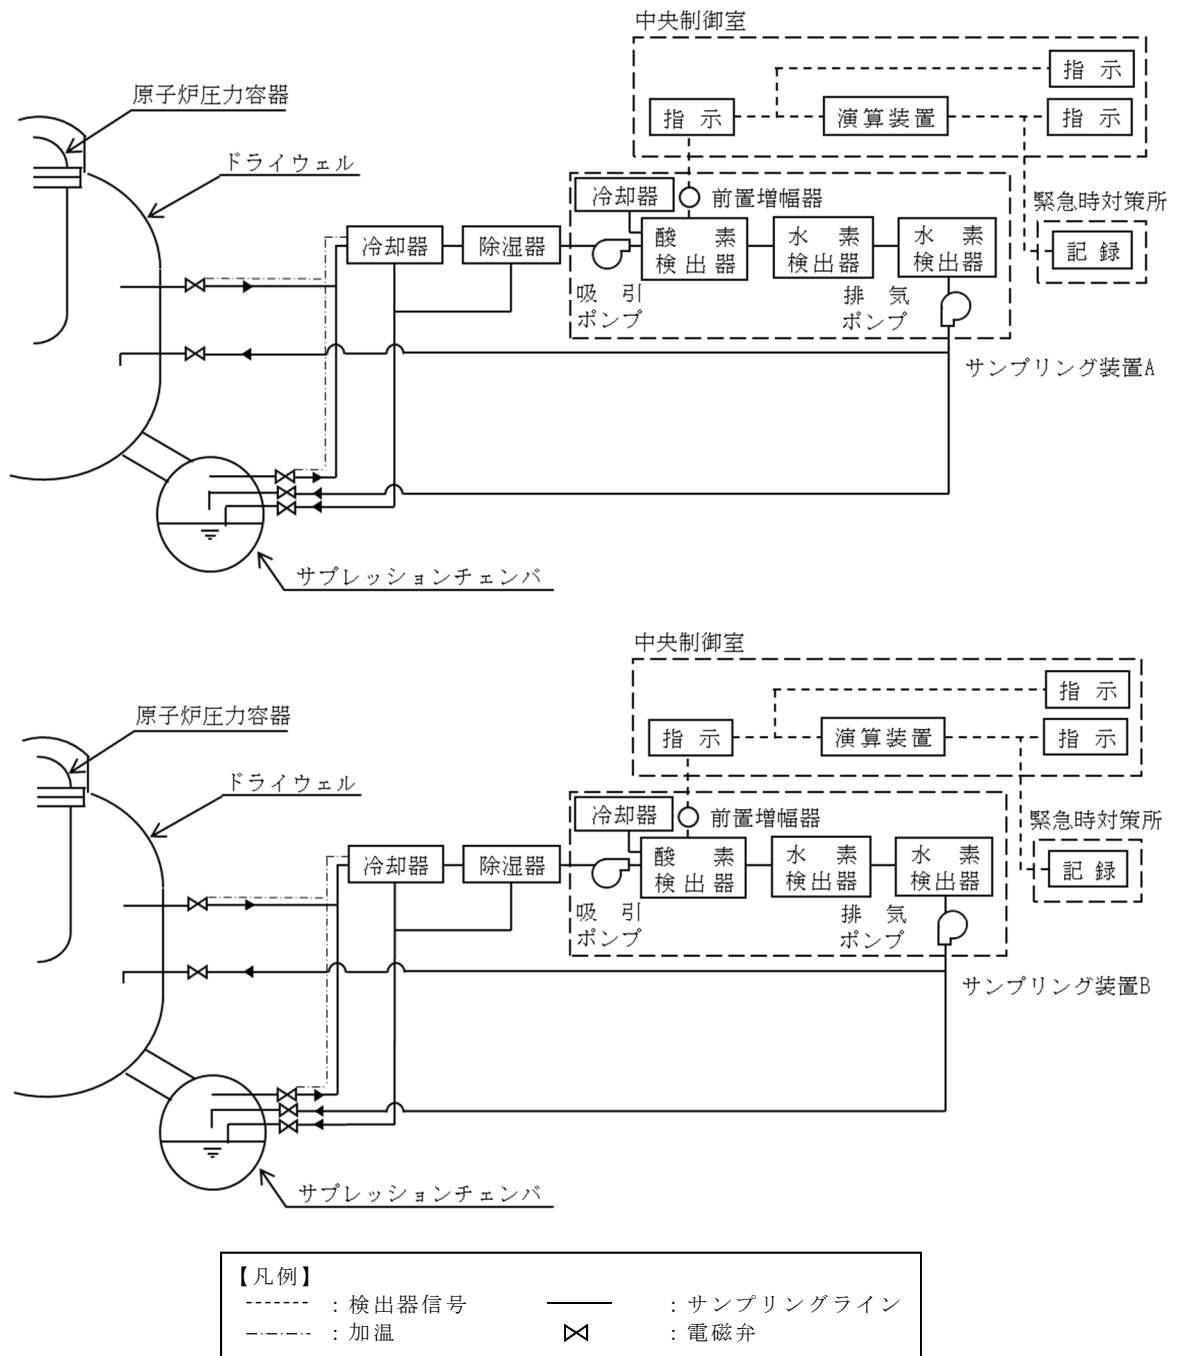 中央制御室
指示
指示
演算装置
指示
原子炉圧力容器
ドライウェル
冷却器
前置増幅器
緊急時対策所
記録
冷却器
除湿器
酸素
検出器
水素
検出器
水素
検出器
吸引
ポンプ
排気
ポンプ
サンプリング装置A
サプレッションチェンバ
中央制御室
指示
指示
演算装置
指示
原子炉圧力容器
ドライウェル
冷却器
前置増幅器
緊急時対策所
記録
冷却器
除湿器
酸素
検出器
水素
検出器
水素
検出器
吸引
ポンプ
排気
ポンプ
サンプリング装置B
サプレッションチェンバ
【凡例】
：検出器信号 ：サンプリングライン
：加温 ：電磁弁